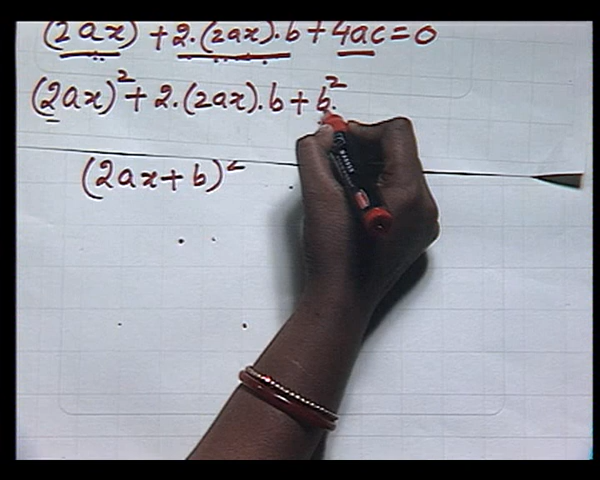 (2ax) + 2.(2ax).b + 4ac = 0
(2ax)² + 2.(2ax).b + b²
(2ax + b)²